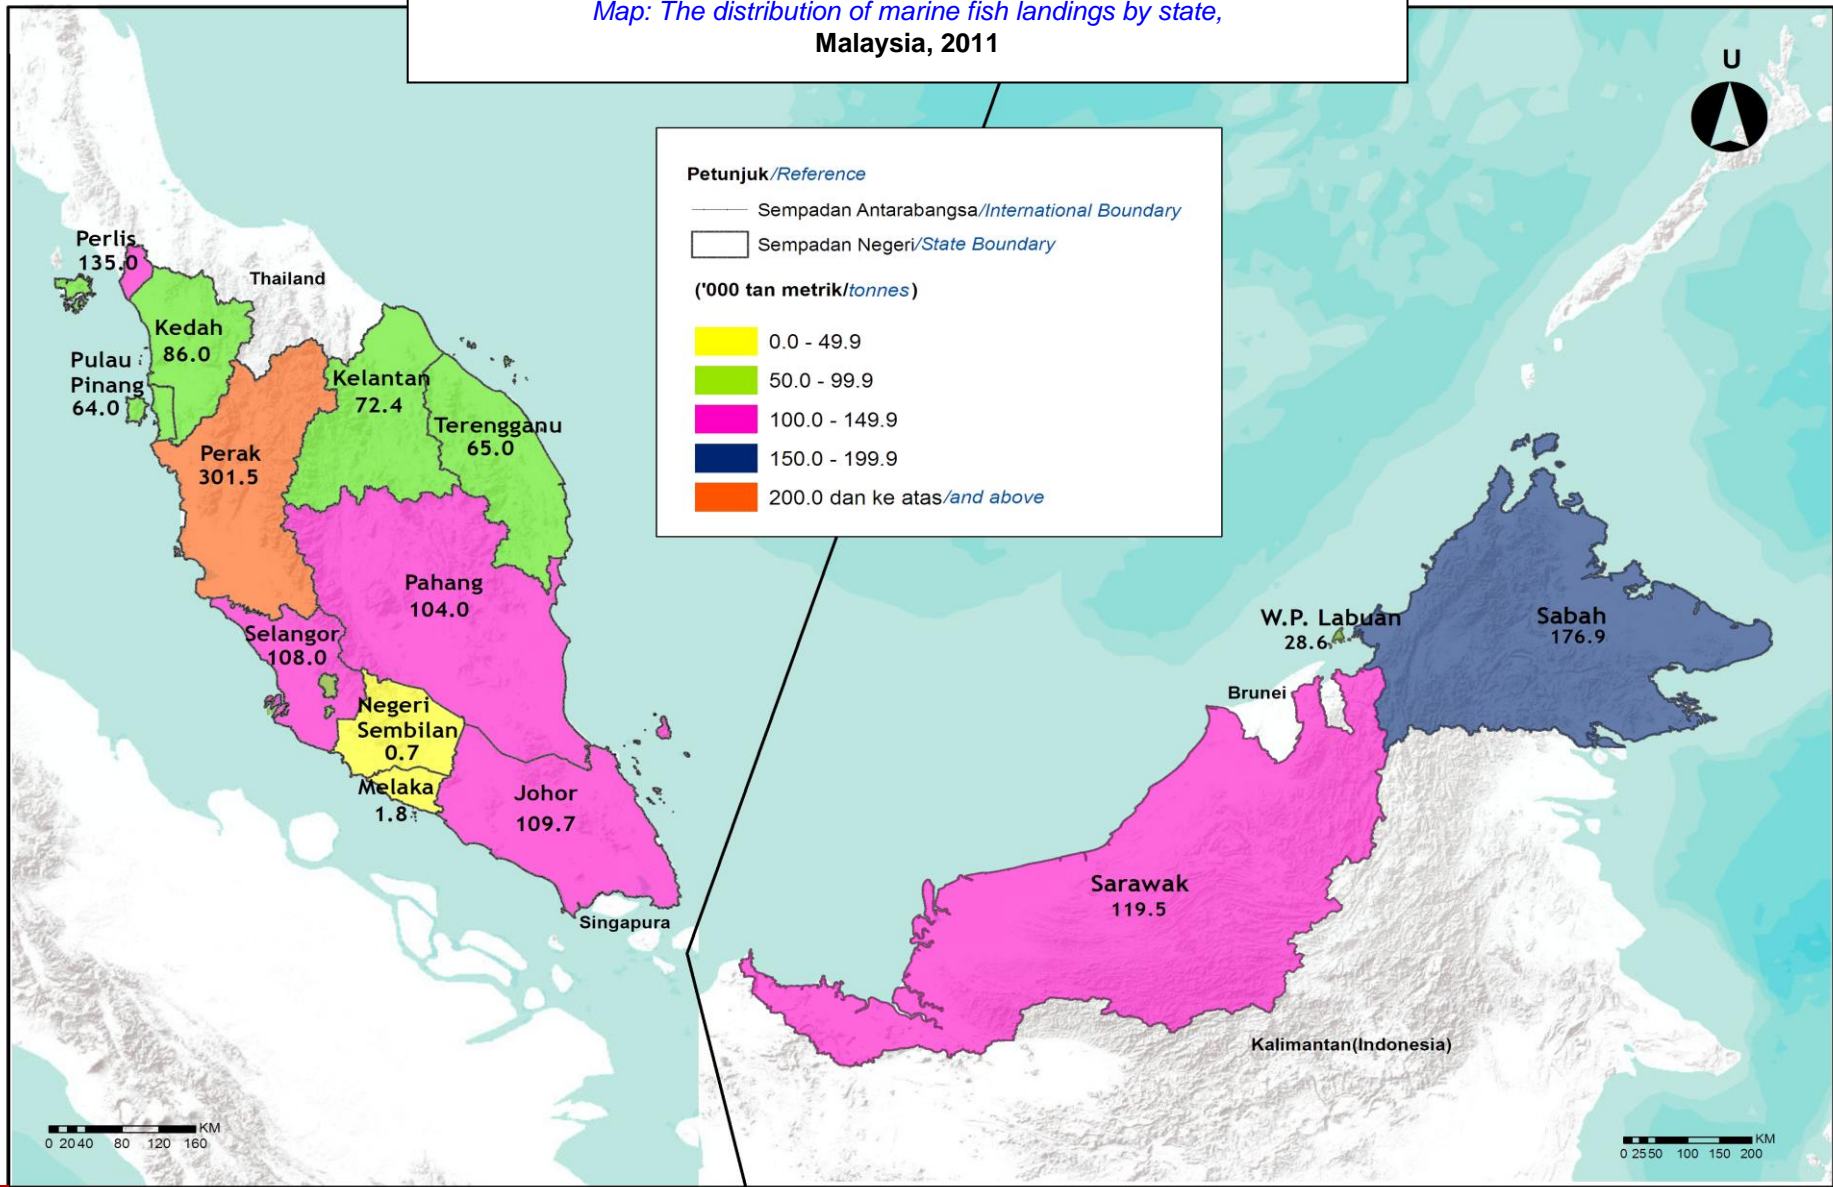 Map: The distribution of marine fish landings by state,
Malaysia, 2011
U
Petunjuk/Reference
Sempadan Antarabangsa/International Boundary
Sempadan Negeri/State Boundary
('000 tan metrik/tonnes)
0.0 - 49.9
50.0 - 99.9
100.0 - 149.9
150.0 - 199.9
200.0 dan ke atas/and above
Perlis
135.0
Thailand
Kedah
86.0
Pulau
Pinang
64.0
Kelantan
72.4
Terengganu
65.0
Perak
301.5
Pahang
104.0
Selangor
108.0
Negeri
Sembilan
0.7
Melaka
1.8
Johor
109.7
Singapura
W.P. Labuan
28.6
Sabah
176.9
Brunei
Sarawak
119.5
Kalimantan(Indonesia)
KM
0 20 40 80 120 160
KM
0 25 50 100 150 200